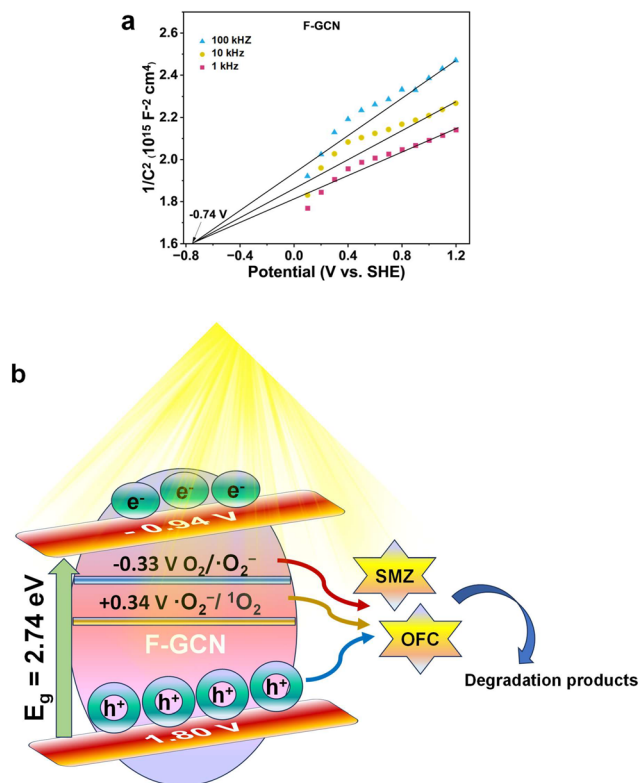 a
F-GCN
100 kHZ
10 kHz
1 kHz
1/C² (10¹⁵ F⁻² cm⁴)
2.6
2.4
2.2
2.0
1.8
1.6
-0.74 V
−0.8 −0.4 0.0 0.4 0.8 1.2
Potential (V vs. SHE)
b
e⁻ e⁻ e⁻
- 0.94 V
-0.33 V O₂/·O₂⁻
+0.34 V ·O₂⁻/ ¹O₂
F-GCN
E_g = 2.74 eV
h⁺ h⁺ h⁺ h⁺
1.80 V
SMZ
OFC
Degradation products